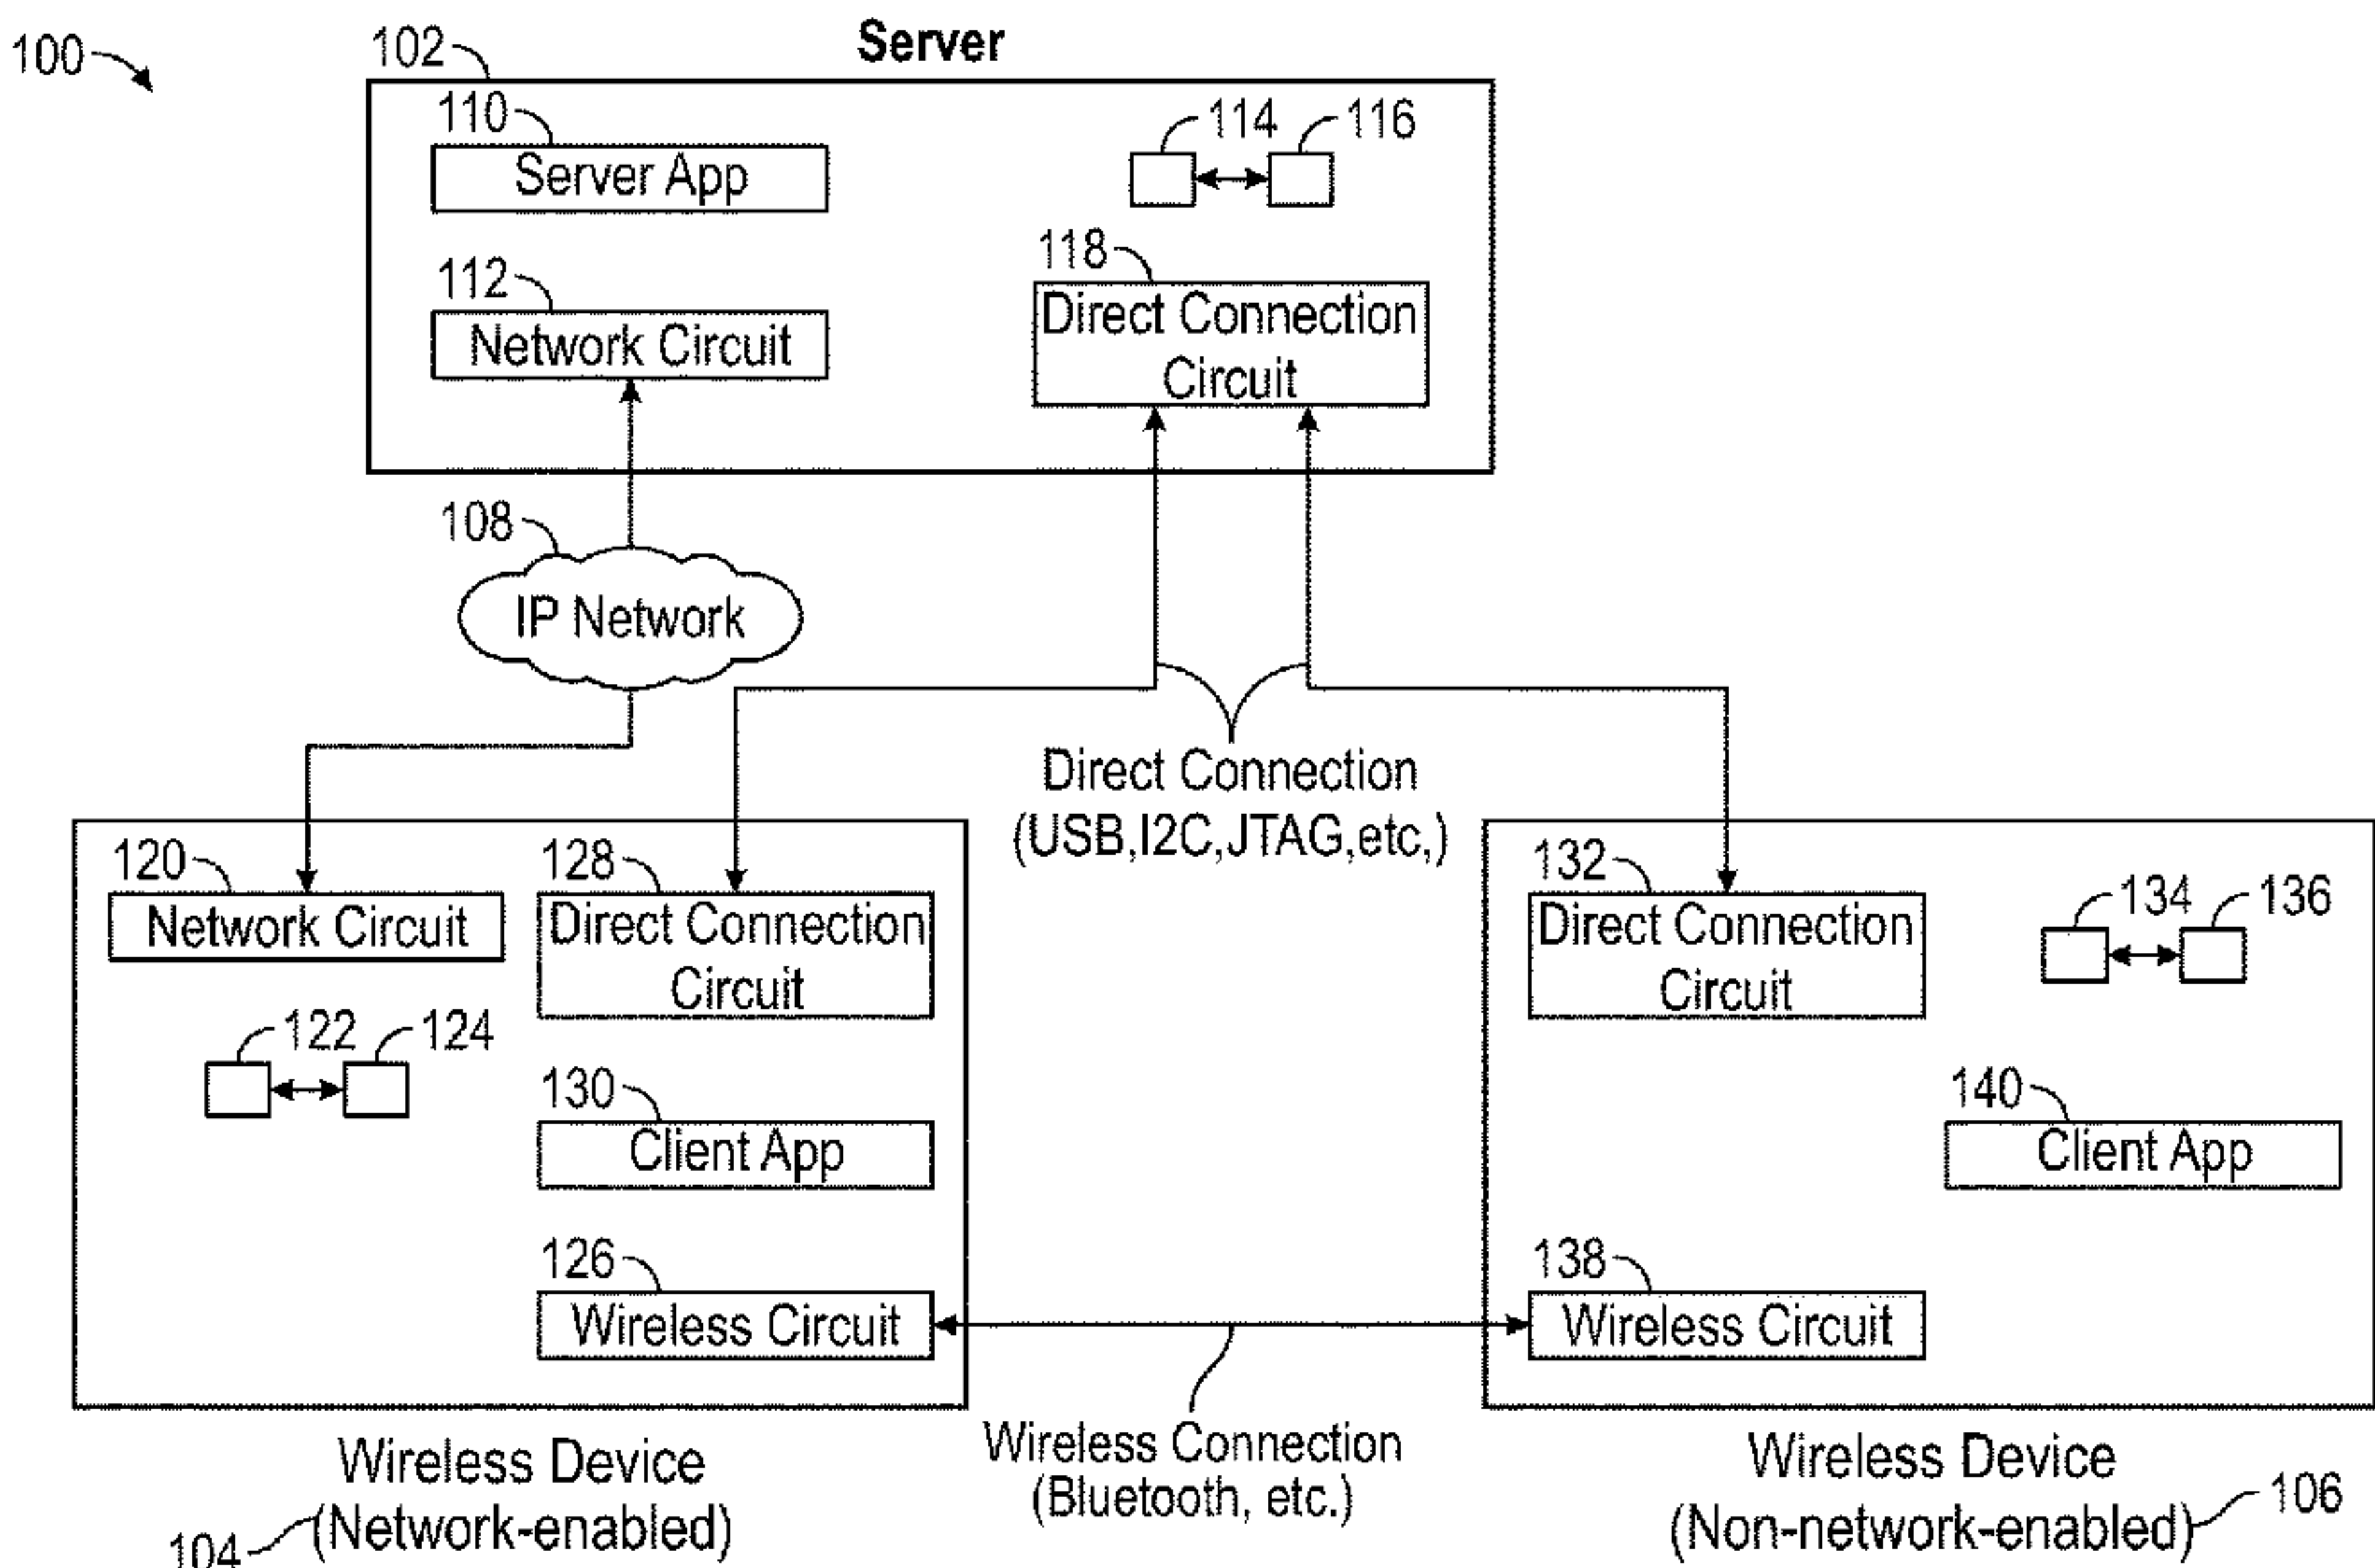 100
102
Server
110
Server App
114
116
112
Network Circuit
118
Direct Connection
Circuit
108
IP Network
Direct Connection
(USB,I2C,JTAG,etc,)
120
Network Circuit
128
Direct Connection
Circuit
122
124
130
Client App
126
Wireless Circuit
132
Direct Connection
Circuit
134
136
140
Client App
138
Wireless Circuit
Wireless Connection
(Bluetooth, etc.)
Wireless Device
(Network-enabled)
104
Wireless Device
(Non-network-enabled)
106